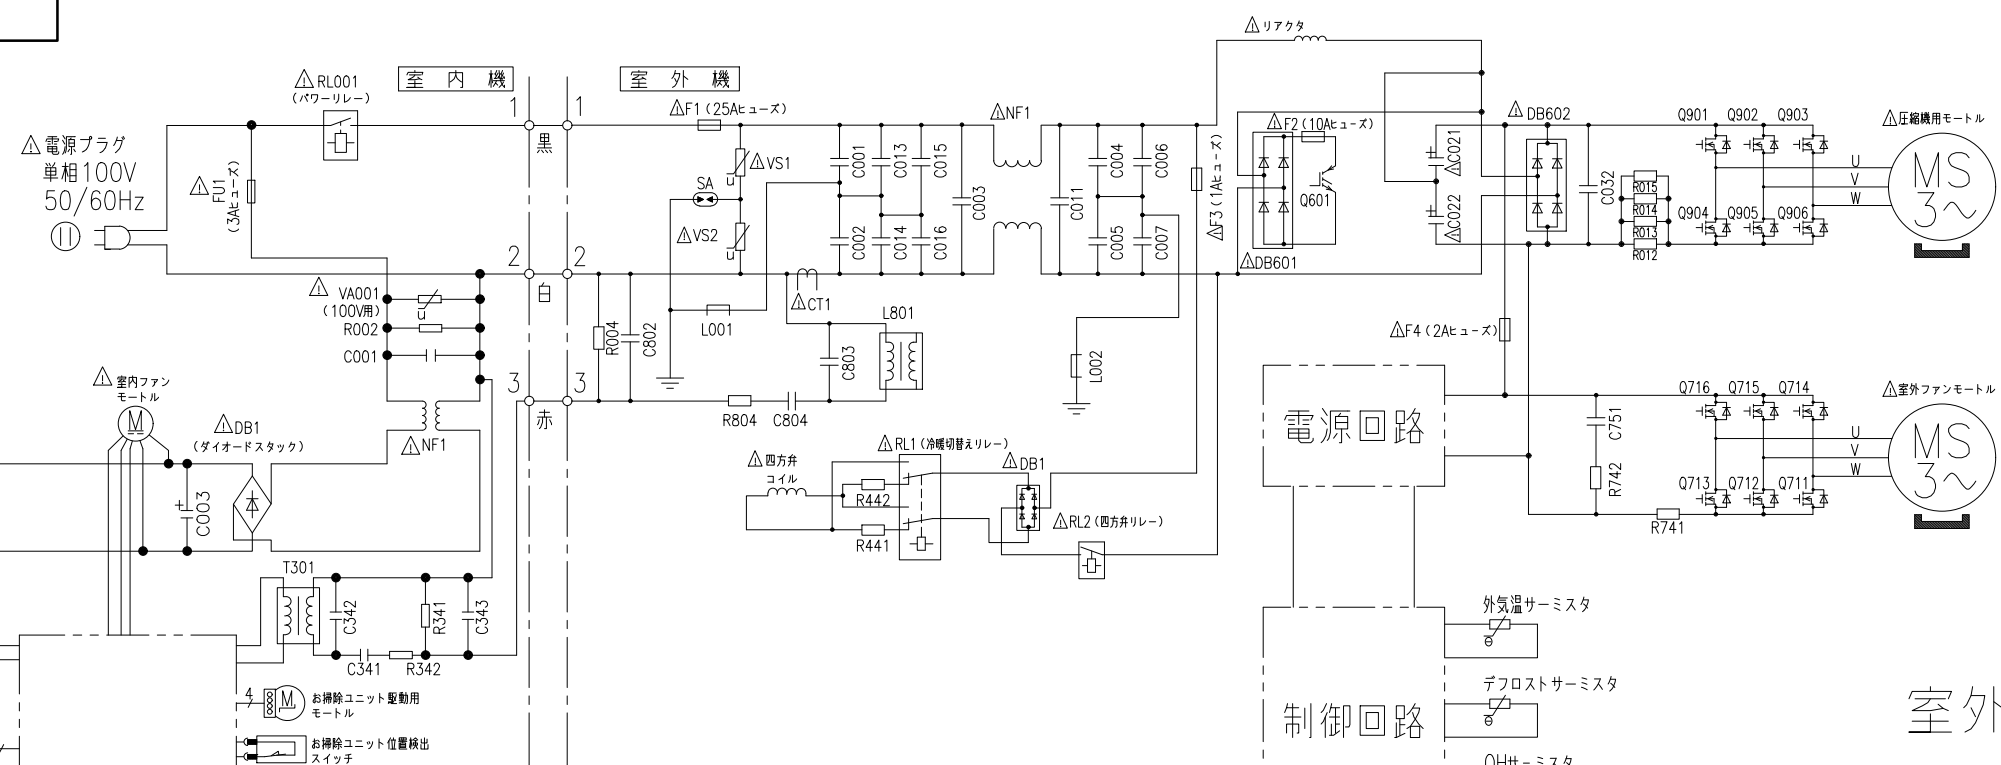 ⚠リアクタ
⚠RL001
(パワーリレー)
室内機
室外機
1
1
⚠F1(25Aヒューズ)
⚠NF1
⚠F2(10Aヒューズ)
⚠DB602
Q901
Q902
Q903
⚠圧縮機用モートル
⚠電源プラグ
単相100V
50/60Hz
⚠FU1
(3Aヒューズ)
黒
⚠VS1
u
SA
⚠VS2
u
C001
C013
C015
C002
C014
C016
C003
C011
C004
C006
C005
C007
⚠F3(1Aヒューズ)
Q601
⚠DB601
⚠C021
⚠C022
+
+
C032
R015
R014
R013
R012
Q904
Q905
Q906
U
V
W
MS
3~
2
2
白
⚠
VA001
(100V用)
u
R002
C001
R004
C802
L001
⚠CT1
L801
C803
L002
⚠F4(2Aヒューズ)
3
3
赤
R804
C804
⚠室内ファン
モートル
M
⚠DB1
(ダイオードスタック)
⚠NF1
+
C003
⚠四方弁
コイル
⚠RL1(冷暖切替えリレー)
R442
R441
⚠DB1
⚠RL2(四方弁リレー)
電源回路
C751
R742
R741
Q716
Q715
Q714
Q713
Q712
Q711
U
V
W
⚠室外ファンモートル
MS
3~
T301
C342
R341
C343
C341
R342
4
M
お掃除ユニット駆動用
モートル
お掃除ユニット位置検出
スイッチ
外気温サーミスタ
θ
デフロストサーミスタ
θ
制御回路
OHサーミスタ
室外